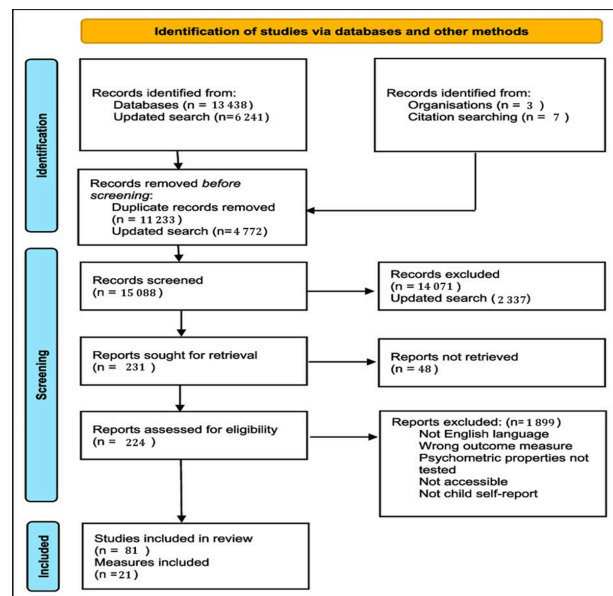 Identification of studies via databases and other methods
Identification
Records identified from:
Databases (n = 13 438)
Updated search (n=6 241)
Records identified from:
Organisations (n = 3 )
Citation searching (n = 7 )
Records removed before
screening:
Duplicate records removed
(n = 11 233)
Updated search (n=4 772)
Screening
Records screened
(n = 15 088)
Records excluded
(n = 14 071)
Updated search (2 337)
Reports sought for retrieval
(n = 231 )
Reports not retrieved
(n = 48 )
Reports assessed for eligibility
(n = 224 )
Reports excluded: (n=1 899)
Not English language
Wrong outcome measure
Psychometric properties not
tested
Not accessible
Not child self-report
Included
Studies included in review
(n = 81 )
Measures included
(n =21 )